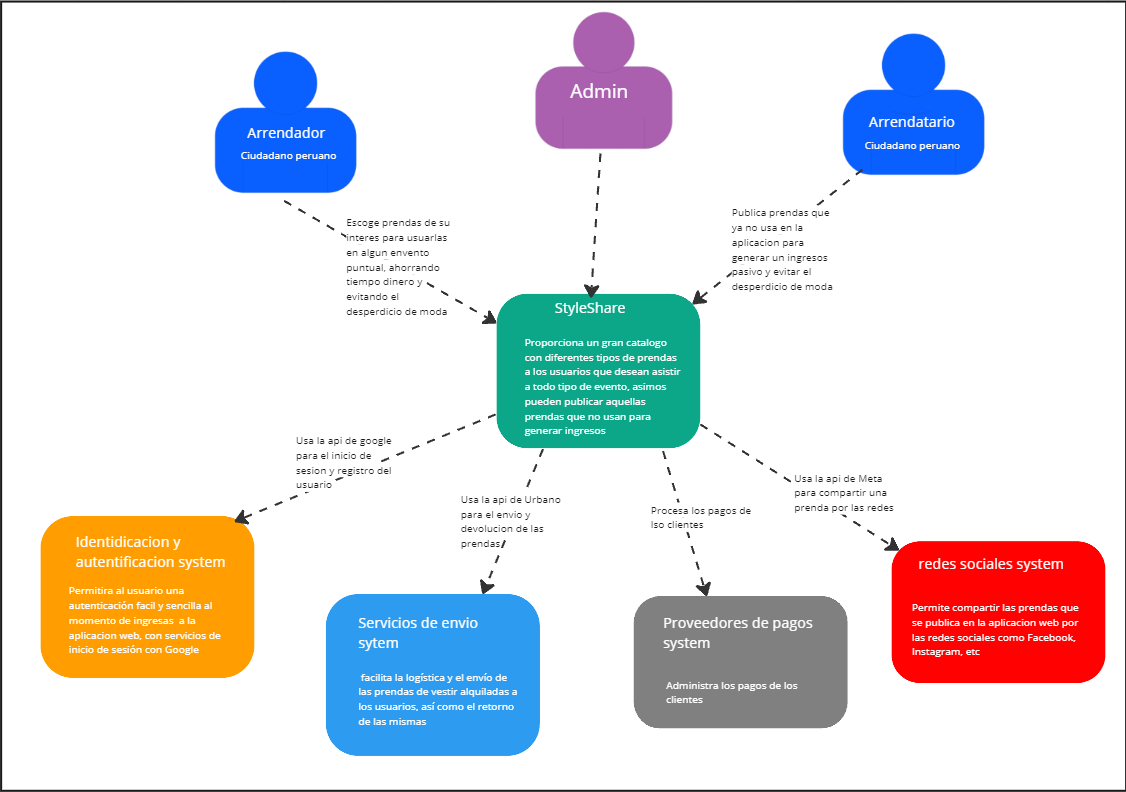 Admin
Arrendador
Ciudadano peruano
Arrendatario
Ciudadano peruano
Escoge prendas de su
interes para usuarlas
en algun envento
puntual, ahorrando
tiempo dinero y
evitando el
desperdicio de moda
Publica prendas que
ya no usa en la
aplicacion para
generar un ingresos
pasivo y evitar el
desperdicio de moda
StyleShare
Proporciona un gran catalogo
con diferentes tipos de prendas
a los usuarios que desean asistir
a todo tipo de evento, asimos
pueden publicar aquellas
prendas que no usan para
generar ingresos
Usa la api de google
para el inicio de
sesion y registro del
usuario
Usa la api de Urbano
para el envio y
devolucion de las
prendas
Procesa los pagos de
lso clientes
Usa la api de Meta
para compartir una
prenda por las redes
Identidicacion y
autentificacion system
Permitira al usuario una
autenticación facil y sencilla al
momento de ingresas a la
aplicacion web, con servicios de
inicio de sesión con Google
Servicios de envio
sytem
facilita la logística y el envío de
las prendas de vestir alquiladas a
los usuarios, así como el retorno
de las mismas
Proveedores de pagos
system
Administra los pagos de los
clientes
redes sociales system
Permite compartir las prendas que
se publica en la aplicacion web por
las redes sociales como Facebook,
Instagram, etc